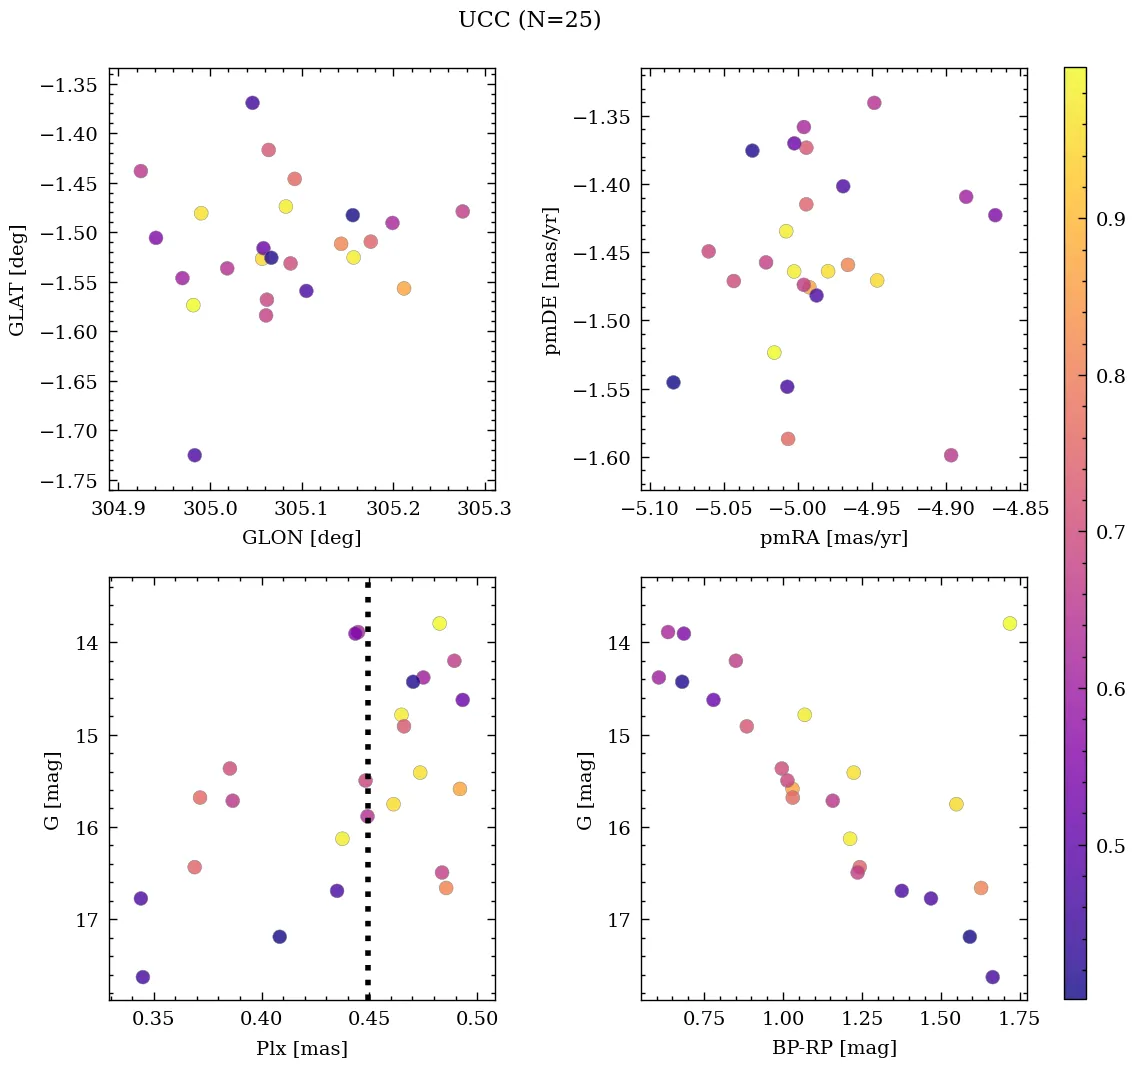 UCC (N=25)
−1.35
−1.40
−1.45
−1.50
−1.55
−1.60
−1.65
−1.70
−1.75
GLAT [deg]
304.9 305.0 305.1 305.2 305.3
GLON [deg]
−1.35
−1.40
−1.45
−1.50
−1.55
−1.60
pmDE [mas/yr]
−5.10 −5.05 −5.00 −4.95 −4.90 −4.85
pmRA [mas/yr]
14
15
16
17
G [mag]
0.35 0.40 0.45 0.50
Plx [mas]
14
15
16
17
G [mag]
0.75 1.00 1.25 1.50 1.75
BP-RP [mag]
0.9
0.8
0.7
0.6
0.5